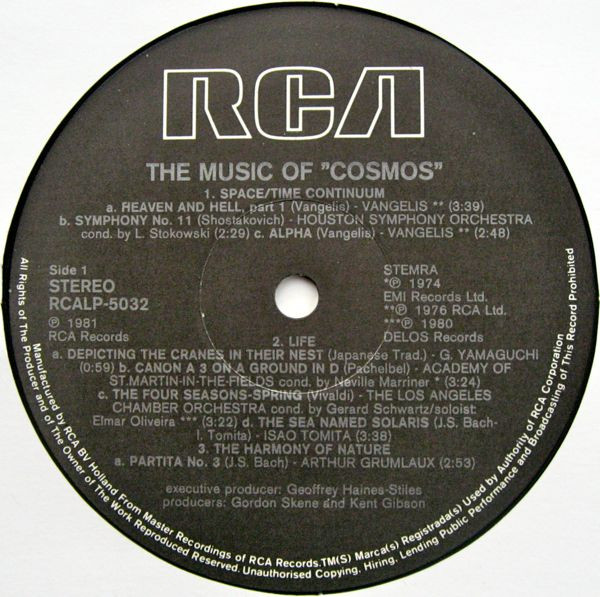 RCA
THE MUSIC OF "COSMOS"
1. SPACE/TIME CONTINUUM
a. HEAVEN AND HELL, part 1 (Vangelis) - VANGELIS ** (3:39)
b. SYMPHONY No. 11 (Shostakovich) - HOUSTON SYMPHONY ORCHESTRA
cond. by L. Stokowski (2:29) c. ALPHA (Vangelis) - VANGELIS ** (2:48)
Side 1
STEREO
RCALP-5032
℗ 1981
RCA Records
STEMRA
*℗ 1974
EMI Records Ltd.
**℗ 1976 RCA Ltd.
***℗ 1980
DELOS Records
2. LIFE
a. DEPICTING THE CRANES IN THEIR NEST (Japanese Trad.) - G. YAMAGUCHI
(0:59) b. CANON A 3 ON A GROUND IN D (Pachelbel) - ACADEMY OF
ST.MARTIN-IN-THE-FIELDS cond. by Neville Marriner * (3:24)
c. THE FOUR SEASONS-SPRING (Vivaldi) - THE LOS ANGELES
CHAMBER ORCHESTRA cond. by Gerard Schwartz/soloist:
Elmar Oliveira *** (3:22) d. THE SEA NAMED SOLARIS (J.S. Bach-
I. Tomita) - ISAO TOMITA (3:38)
3. THE HARMONY OF NATURE
a. PARTITA No. 3 (J.S. Bach) - ARTHUR GRUMLAUX (2:53)
executive producer: Geoffrey Haines-Stiles
producers: Gordon Skene and Kent Gibson
Manufactured by RCA BV Holland From Master Recordings of RCA Records.TM(S) Marca(s) Registrada(s) Used by Authority of RCA Corporation
All Rights of The Producer and of The Owner of The Work Reproduced Reserved. Unauthorised Copying, Hiring, Lending Public Performance and Broadcasting of This Record Prohibited